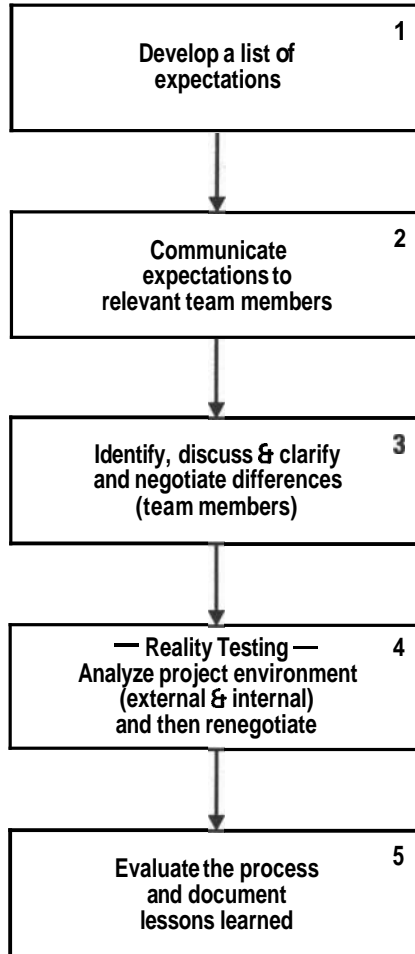 1
Develop a list of
expectations
2
Communicate
expectations to
relevant team members
3
Identify, discuss & clarify
and negotiate differences
(team members)
4
— Reality Testing —
Analyze project environment
(external & internal)
and then renegotiate
5
Evaluate the process
and document
lessons learned